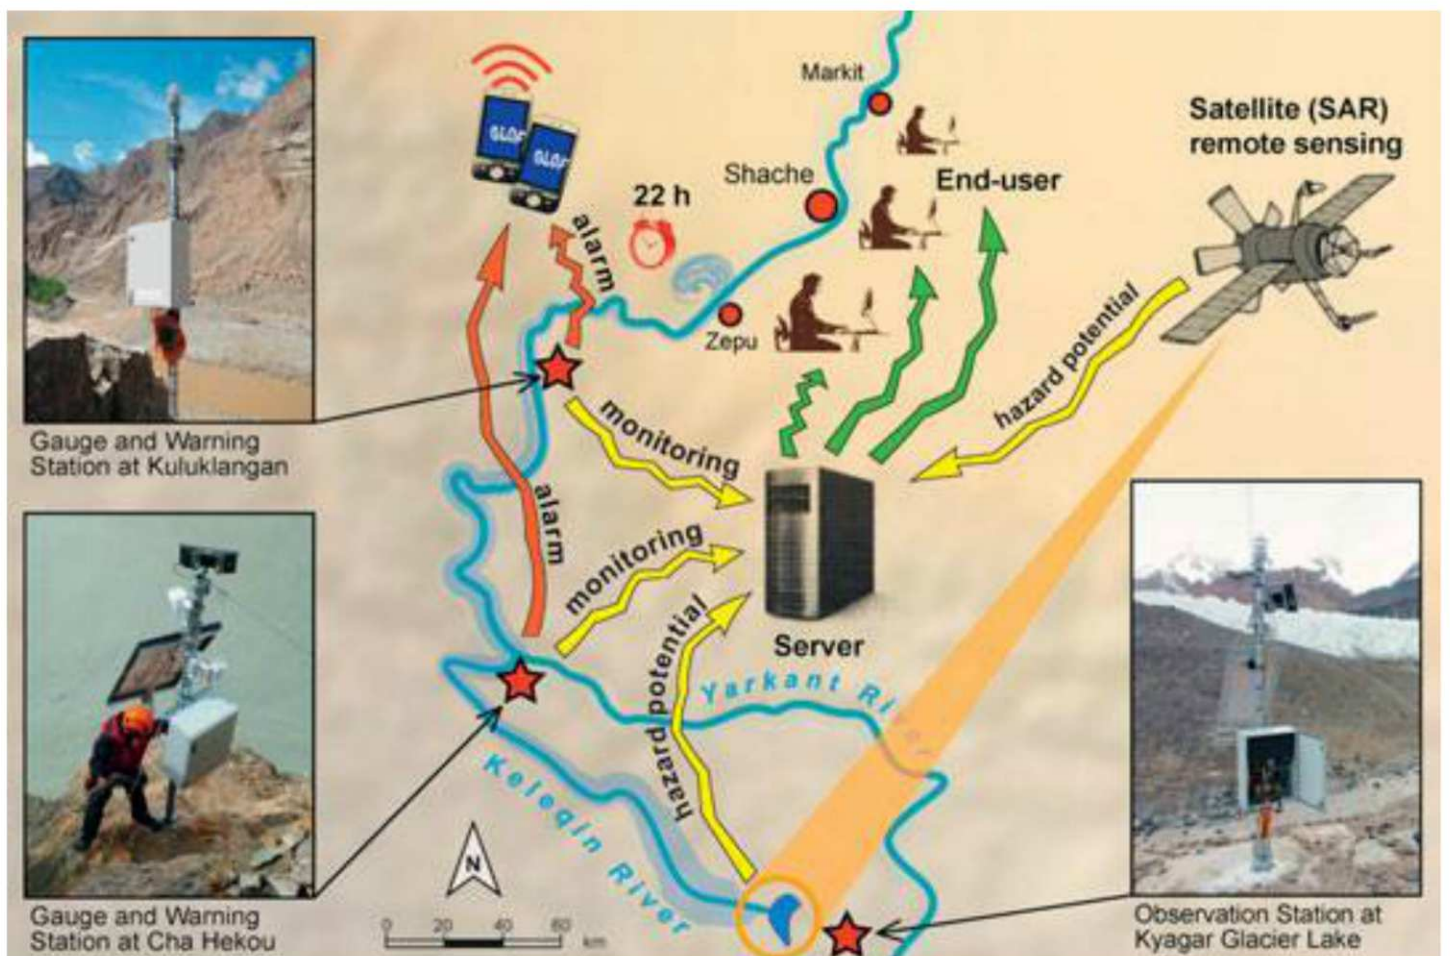 Markit
Satellite (SAR)
remote sensing
Shache
End-user
22 h
alarm
Zepu
hazard potential
Gauge and Warning
Station at Kuluklangan
monitoring
alarm
monitoring
Server
hazard potential
Yarkant River
Keleqin River
N
0 20 40 60
km
Gauge and Warning
Station at Cha Hekou
Observation Station at
Kyagar Glacier Lake